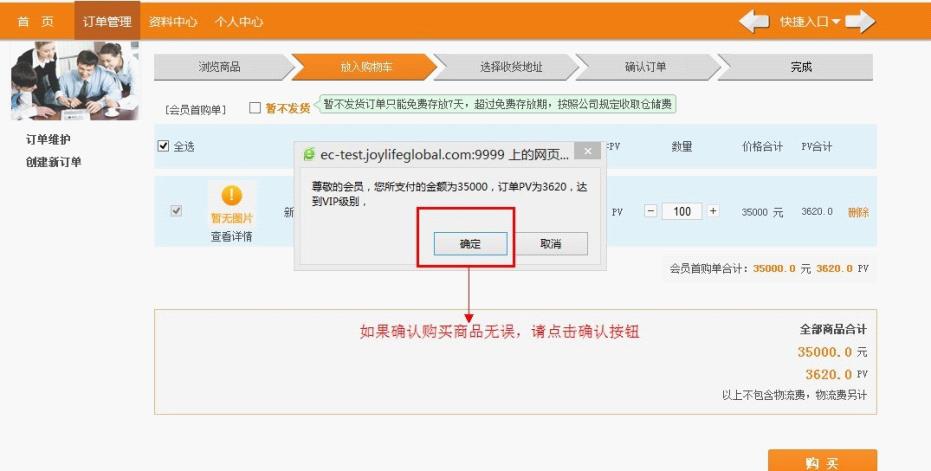 首 页 订单管理 资料中心 个人中心 快捷入口
浏览商品 放入购物车 选择收货地址 确认订单 完成
[会员首购单] 暂不发货 暂不发货订单只能免费存放7天，超过免费存放期，按照公司规定收取仓储费
订单维护
创建新订单
全选 PV 数量 价格合计 PV合计
ec-test.joylifeglobal.com:9999 上的网页...
尊敬的会员，您所支付的金额为35000，订单PV为3620，达
到VIP级别，
确定 取消
暂无图片
查看详情
新 PV 100 35000 元 3620.0 删除
会员首购单合计：35000.0 元 3620.0 PV
如果确认购买商品无误，请点击确认按钮
全部商品合计
35000.0 元
3620.0 PV
以上不包含物流费，物流费另计
购 买